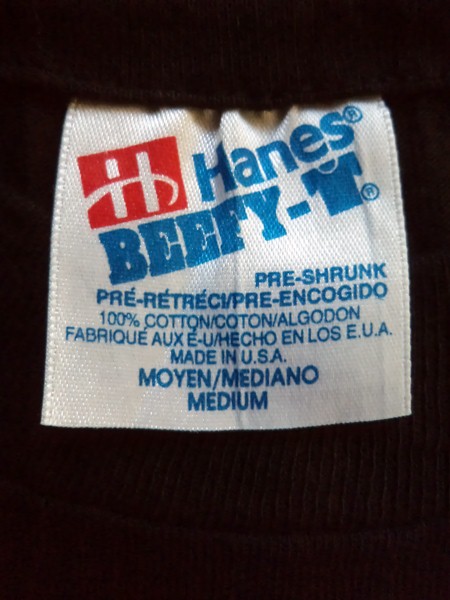 H Hanes®
BEEFY-T®
PRE-SHRUNK
PRÉ-RÉTRÉCI/PRE-ENCOGIDO
100% COTTON/COTON/ALGODON
FABRIQUÉ AUX É-U/HECHO EN LOS E.U.A.
MADE IN U.S.A.
MOYEN/MEDIANO
MEDIUM